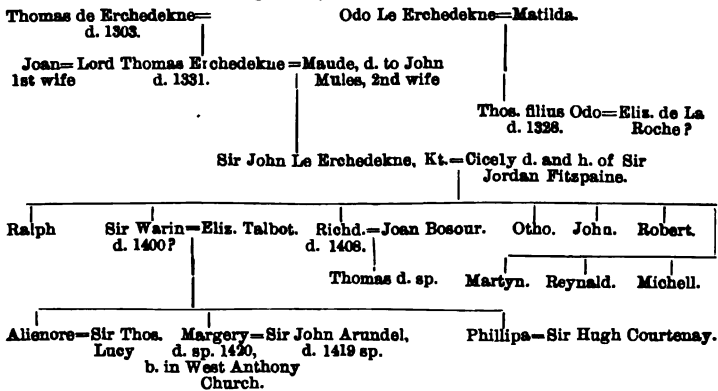 Thomas de Erchedekne= Odo Le Erchedekne=Matilda.
d. 1303.
Joan= Lord Thomas Erchedekne =Maude, d. to John
1st wife d. 1331. Mules, 2nd wife
Thos. filius Odo=Eliz. de La
d. 1326. Roche?
Sir John Le Erchedekne, Kt.=Cicely d. and h. of Sir
Jordan Fitzpaine.
Ralph Sir Warin=Eliz. Talbot. Richd.=Joan Bosour. Otho. John. Robert.
d. 1400? d. 1408.
Thomas d. sp. Martyn. Reynald. Michell.
Alienore=Sir Thos. Margery=Sir John Arundel, Phillipa=Sir Hugh Courtenay.
Lucy d. sp. 1420, d. 1419 sp.
b. in West Anthony
Church.